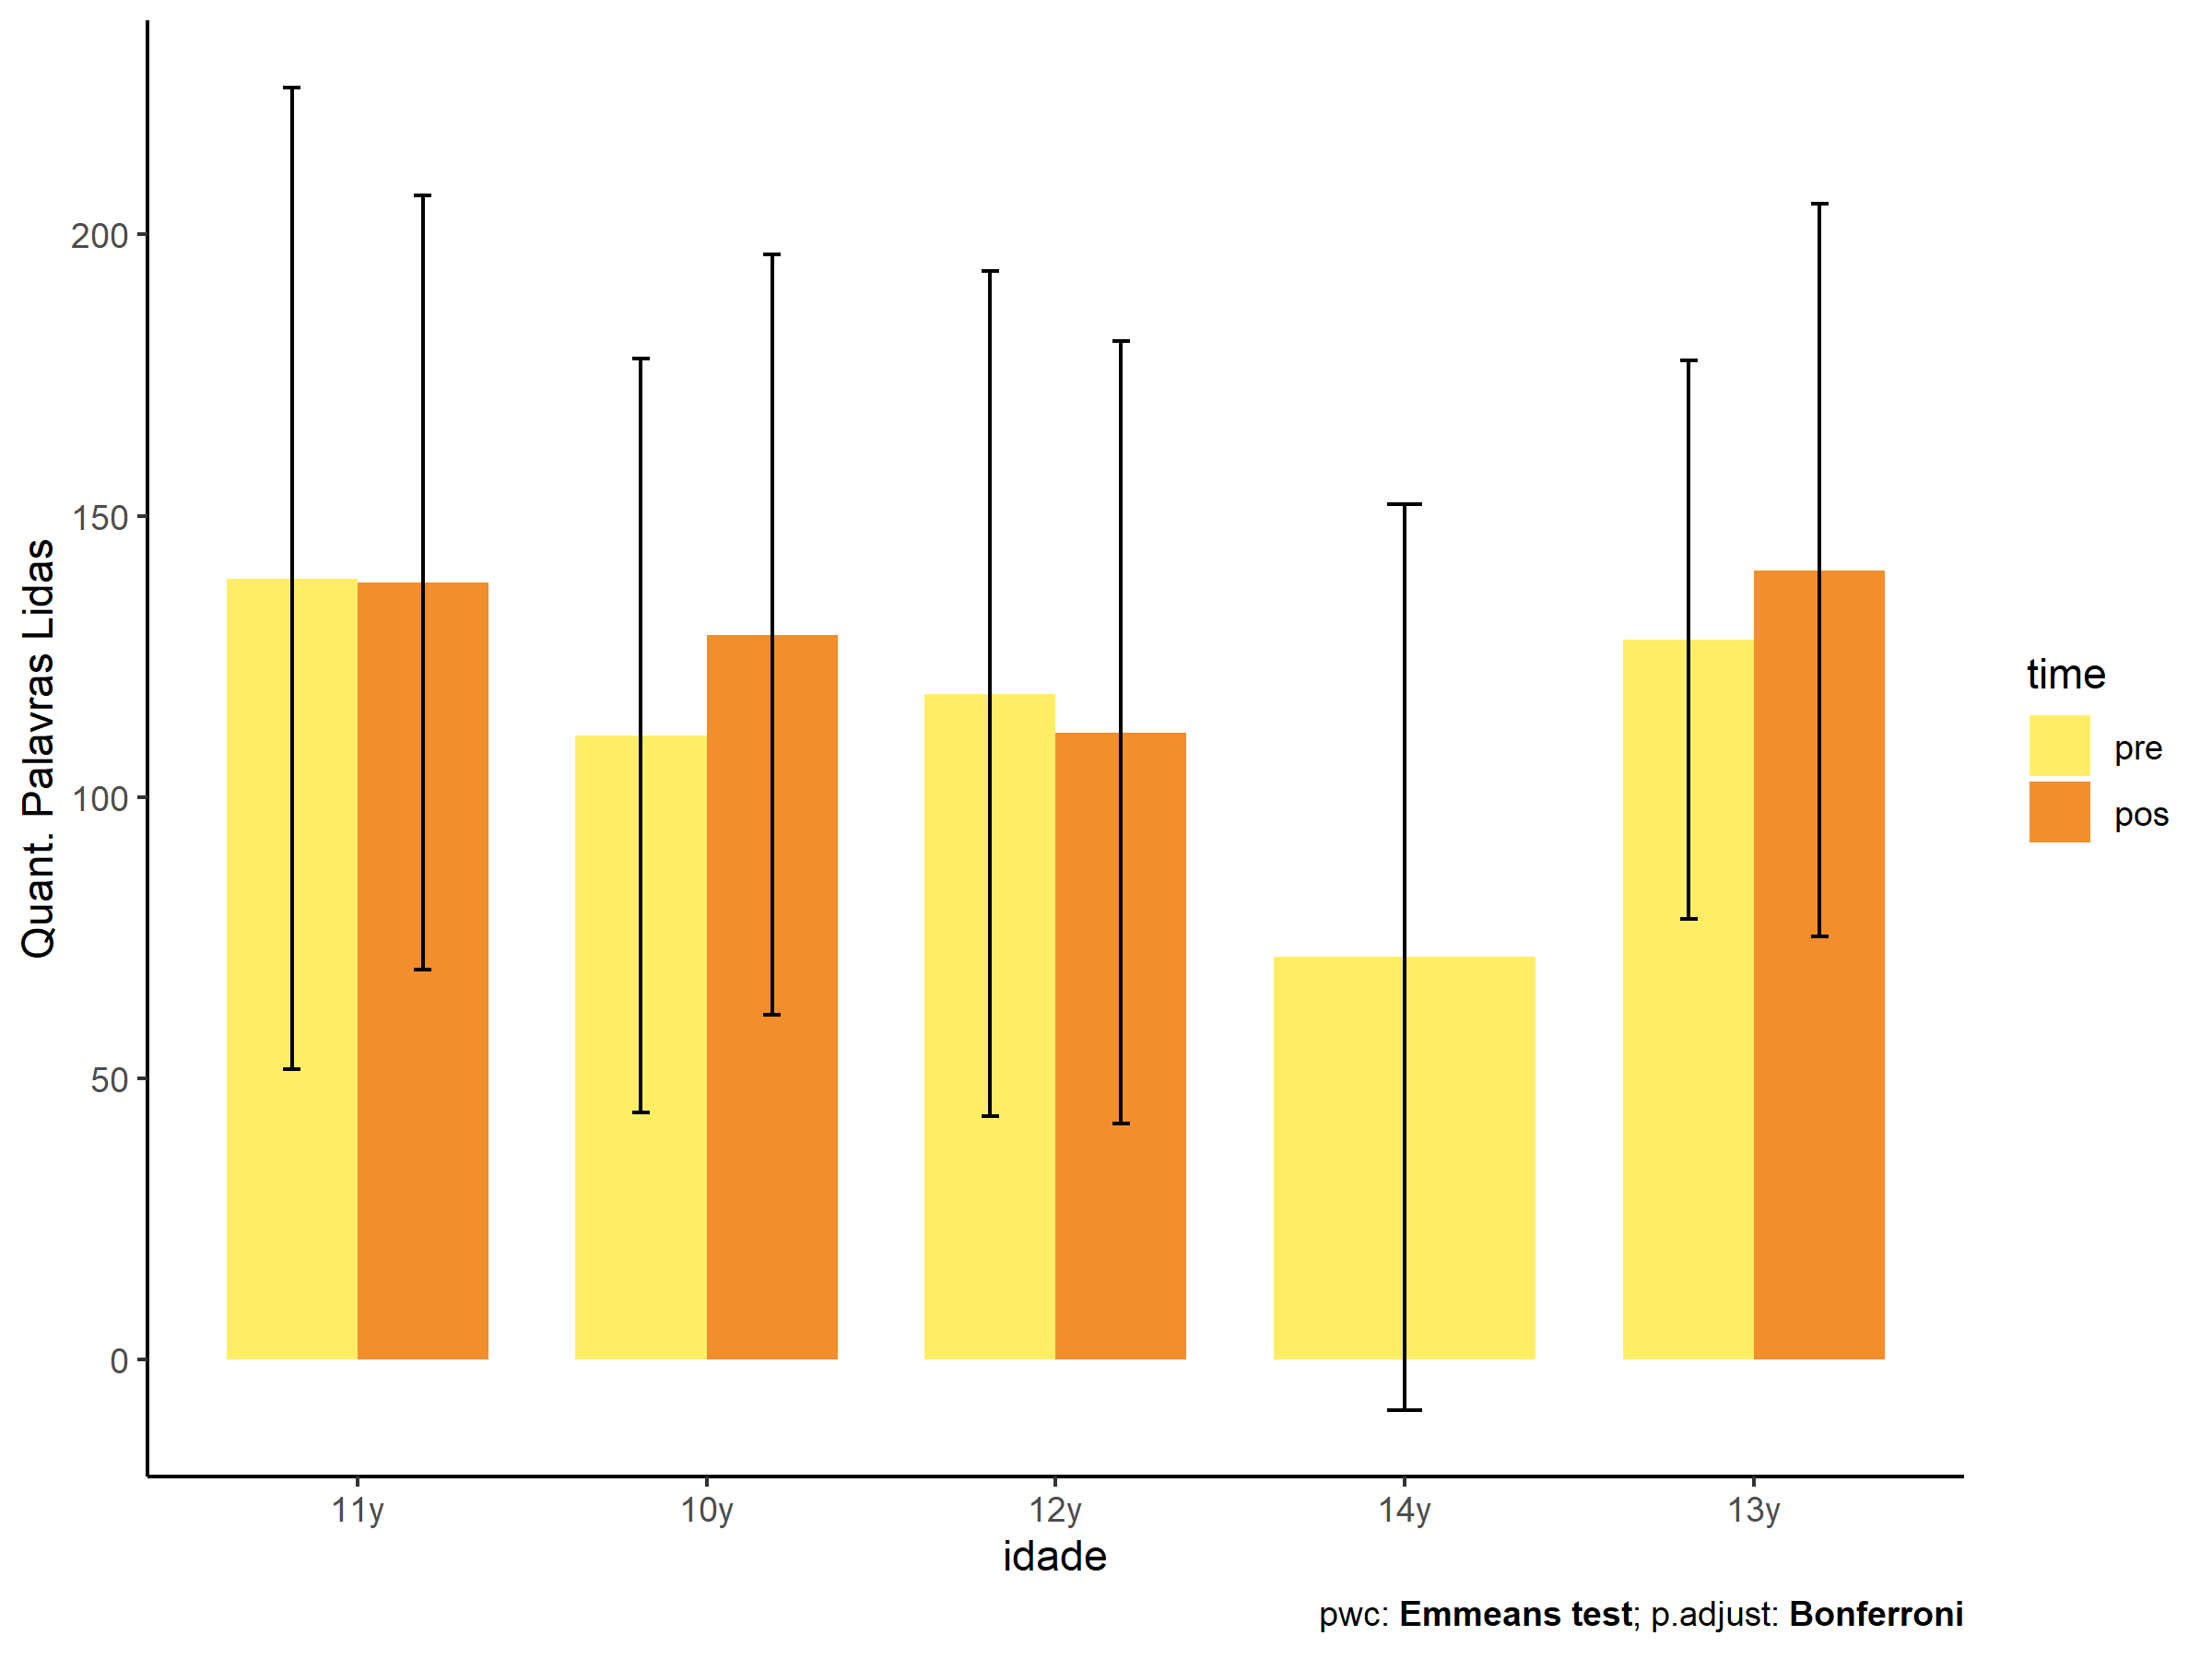 Quant. Palavras Lidas
200
150
100
50
0
11y 10y 12y 14y 13y
idade
time
pre
pos
pwc: Emmeans test; p.adjust: Bonferroni